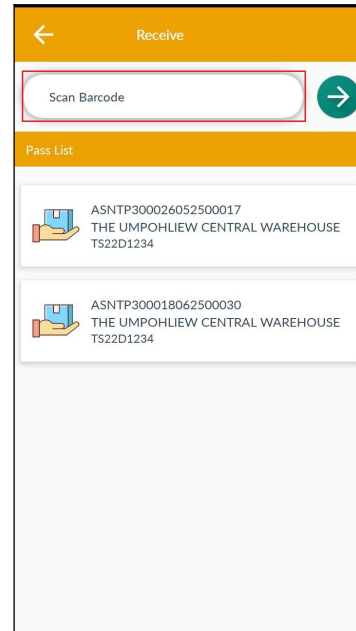 Receive
Scan Barcode
Pass List
ASNTP300026052500017
THE UMPOHLIEW CENTRAL WAREHOUSE
TS22D1234
ASNTP300018062500030
THE UMPOHLIEW CENTRAL WAREHOUSE
TS22D1234